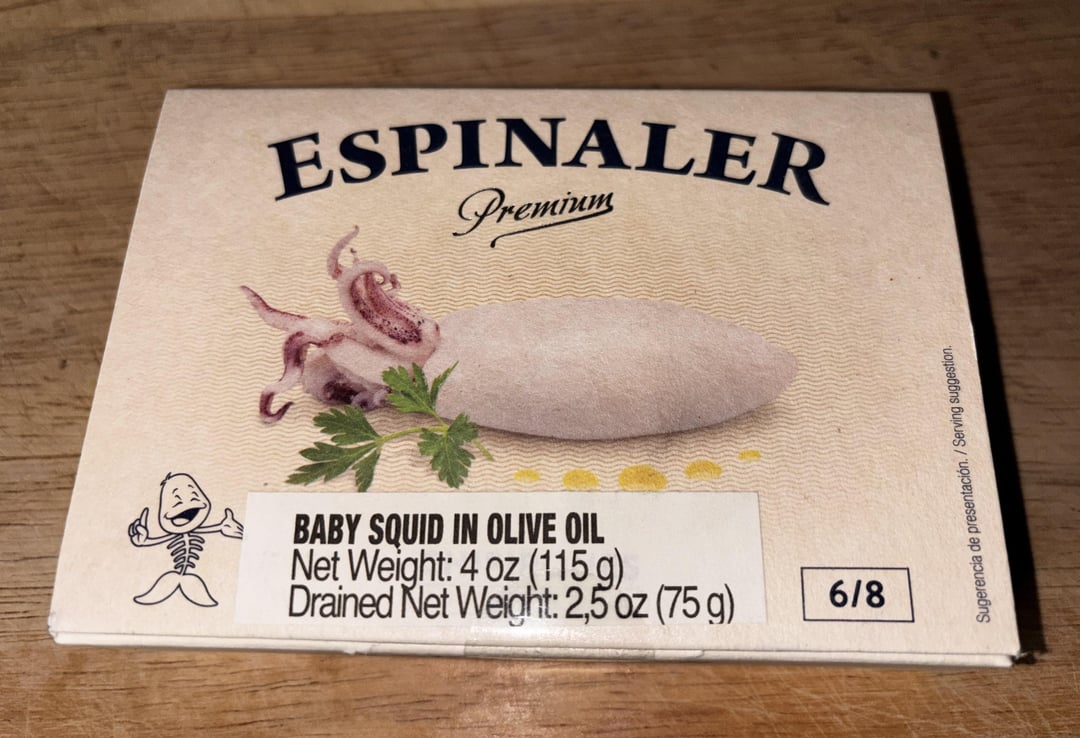 ESPINALER
Premium
BABY SQUID IN OLIVE OIL
Net Weight: 4 oz (115 g)
Drained Net Weight: 2,5 oz (75 g)
6/8
Sugerencia de presentación. / Serving suggestion.